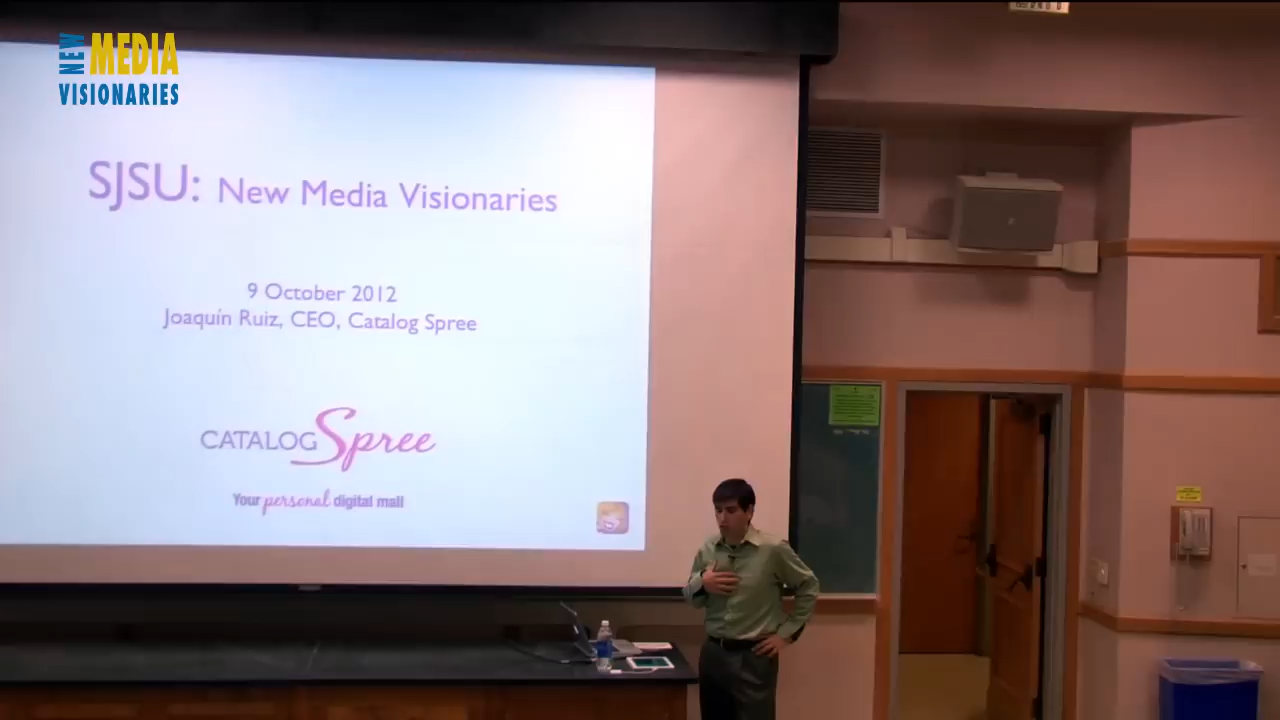 NEW MEDIA
VISIONARIES
SJSU: New Media Visionaries
9 October 2012
Joaquín Ruiz, CEO, Catalog Spree
CATALOG Spree
Your personal digital mall